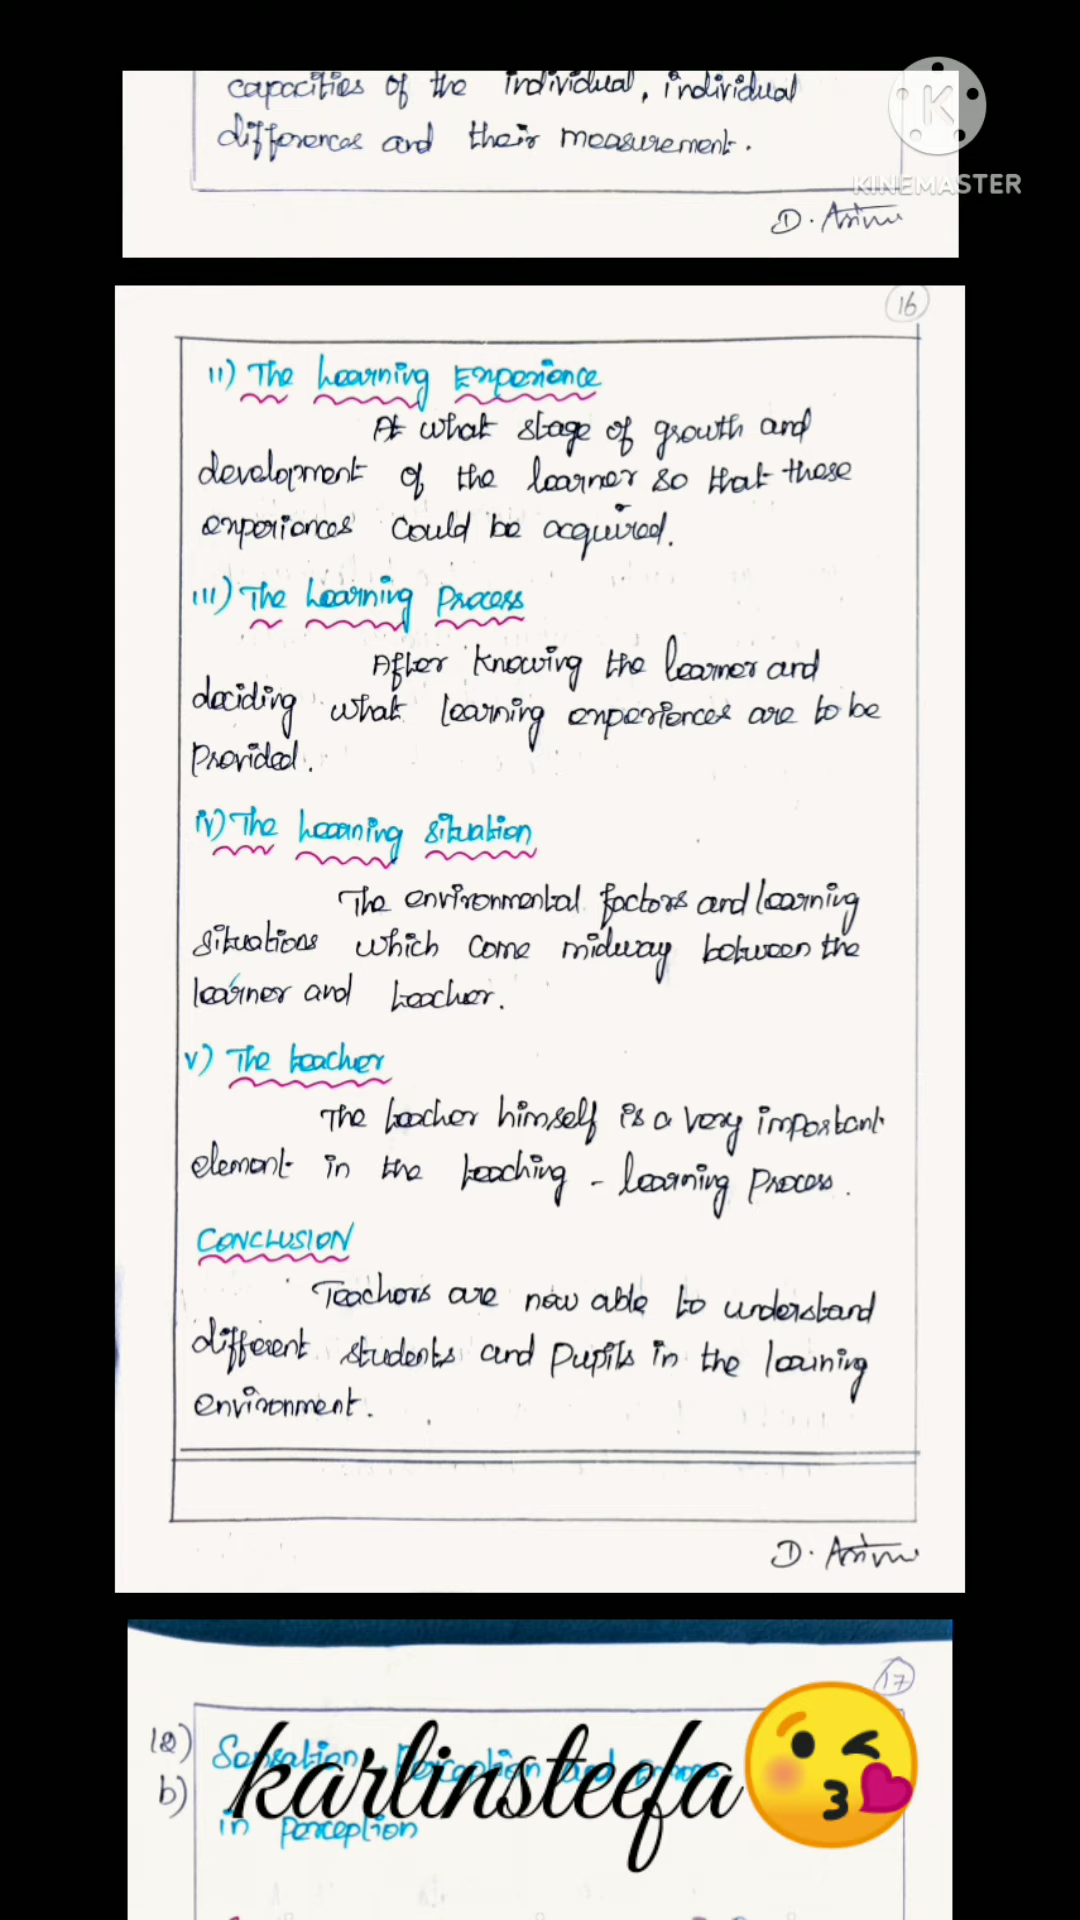 capacities of the individual, individual
differences and their measurement.
KINEMASTER
D.
16
ii) The Learning Experience
At what stage of growth and
development of the learner so that these
experiences could be acquired.
iii) The Learning Process
After knowing the learner and
deciding what learning experiences are to be
Provided.
iv) The Learning situation
The environmental factors and learning
situations which come midway between the
learner and teacher.
v) The teacher
The teacher himself is a very important
element in the teaching - learning process.
CONCLUSION
Teachers are now able to understand
different students and pupils in the learning
environment.
D.
17
12)
b)
Sensation, Perception and
in perception
karlinsteefa